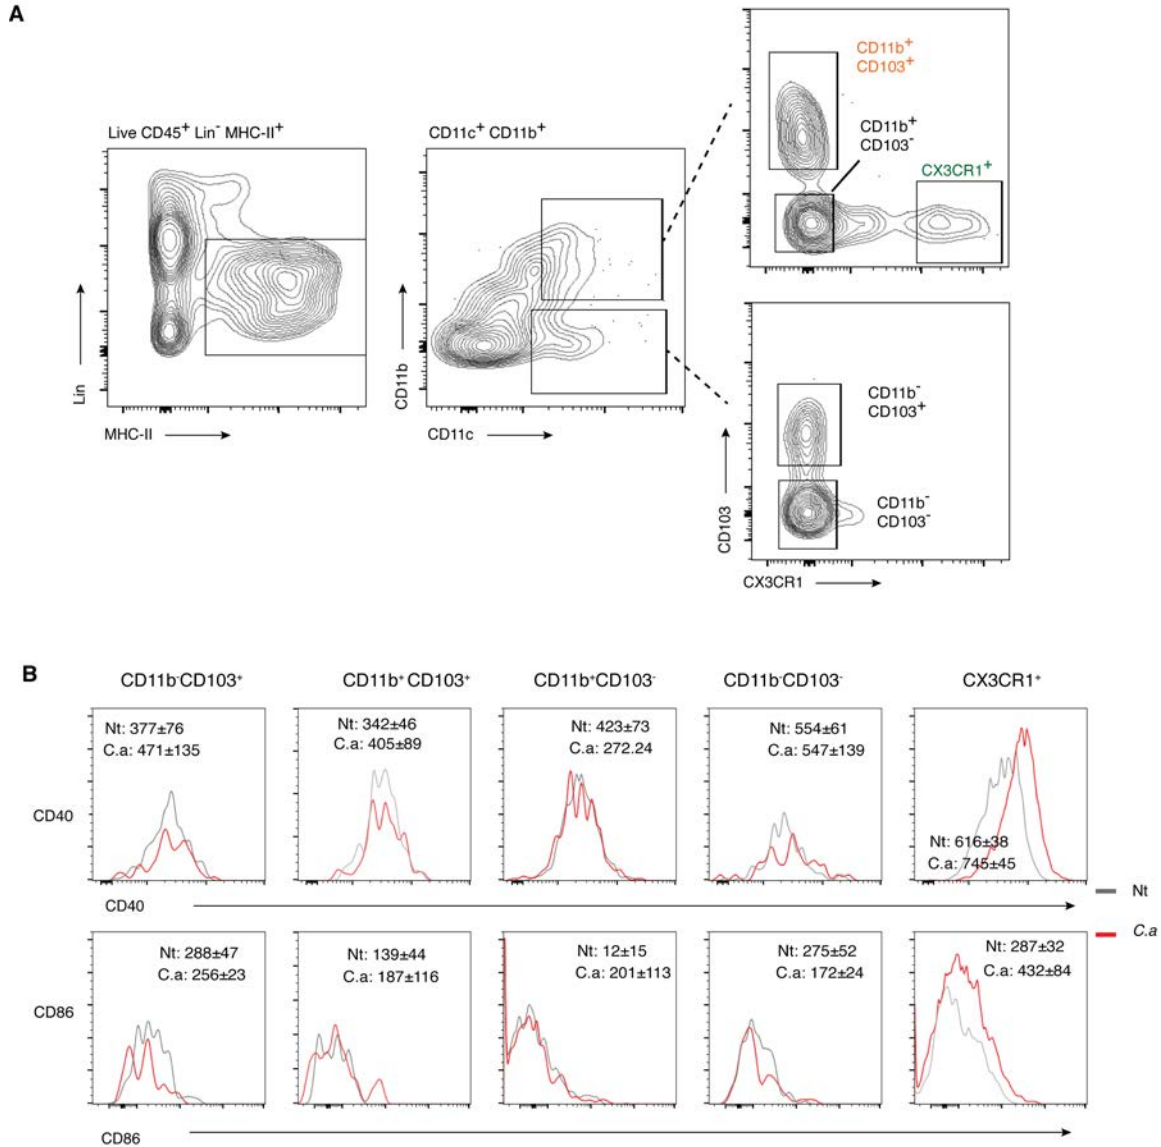 A
Live CD45+ Lin- MHC-II+
Lin
MHC-II
CD11c+ CD11b+
CD11b
CD11c
CD11b+
CD103+
CD11b+
CD103-
CX3CR1+
CD11b-
CD103+
CD11b-
CD103-
CD103
CX3CR1
B
CD11b-CD103+
CD11b+CD103+
CD11b+CD103-
CD11b-CD103-
CX3CR1+
CD40
Nt: 377±76
C.a: 471±135
Nt: 342±46
C.a: 405±89
Nt: 423±73
C.a: 272.24
Nt: 554±61
C.a: 547±139
Nt: 616±38
C.a: 745±45
CD40
Nt
C.a
CD86
Nt: 288±47
C.a: 256±23
Nt: 139±44
C.a: 187±116
Nt: 12±15
C.a: 201±113
Nt: 275±52
C.a: 172±24
Nt: 287±32
C.a: 432±84
CD86